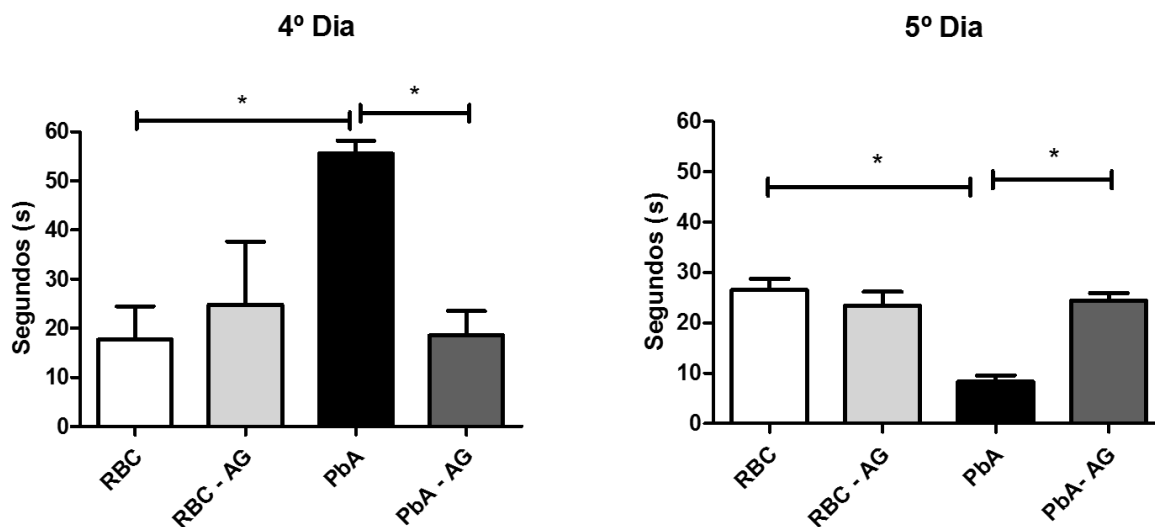 4º Dia
*
*
Segundos (s)
60
50
40
30
20
10
0
RBC
RBC - AG
PbA
PbA - AG
5º Dia
*
*
Segundos (s)
60
50
40
30
20
10
0
RBC
RBC - AG
PbA
PbA- AG